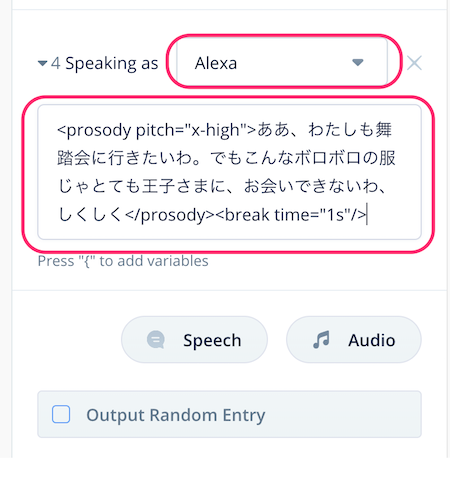 4 Speaking as Alexa
<prosody pitch="x-high">ああ、わたしも舞
踏会に行きたいわ。でもこんなボロボロの服
じゃとても王子さまに、お会いできないわ、
しくしく</prosody><break time="1s"/>
Press "{" to add variables
Speech Audio
Output Random Entry